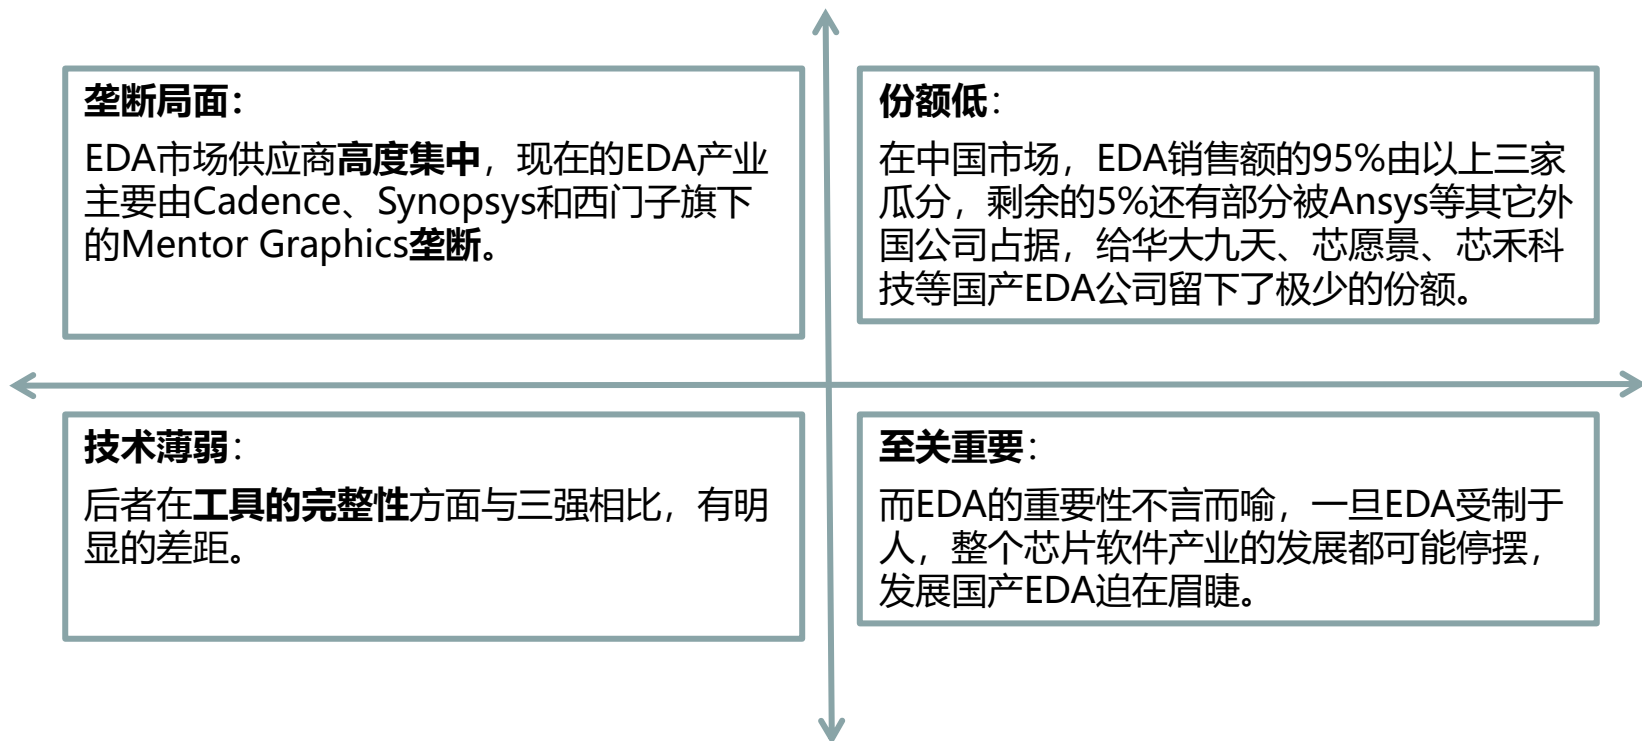 垄断局面：
EDA市场供应商高度集中，现在的EDA产业
主要由Cadence、Synopsys和西门子旗下
的Mentor Graphics垄断。
份额低：
在中国市场，EDA销售额的95%由以上三家
瓜分，剩余的5%还有部分被Ansys等其它外
国公司占据，给华大九天、芯愿景、芯禾科
技等国产EDA公司留下了极少的份额。
技术薄弱：
后者在工具的完整性方面与三强相比，有明
显的差距。
至关重要：
而EDA的重要性不言而喻，一旦EDA受制于
人，整个芯片软件产业的发展都可能停摆，
发展国产EDA迫在眉睫。